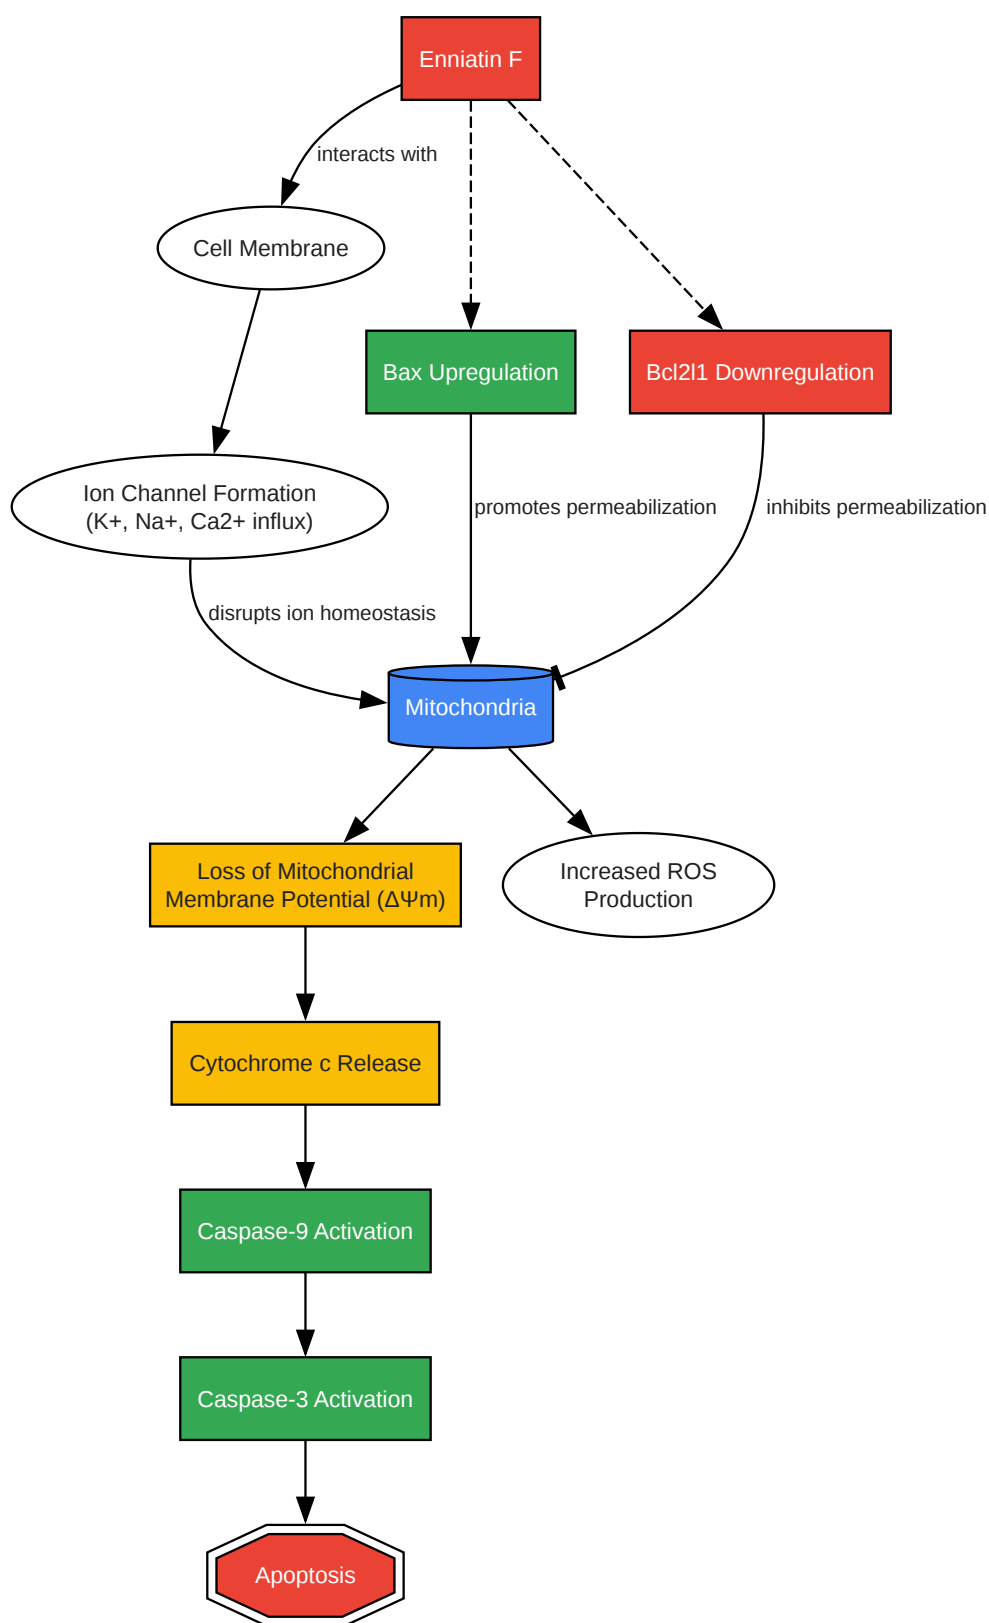 Enniatin F
interacts with
Cell Membrane
Bax Upregulation
Bcl2l1 Downregulation
Ion Channel Formation
(K+, Na+, Ca2+ influx)
promotes permeabilization
inhibits permeabilization
disrupts ion homeostasis
Mitochondria
Loss of Mitochondrial
Membrane Potential (ΔΨm)
Increased ROS
Production
Cytochrome c Release
Caspase-9 Activation
Caspase-3 Activation
Apoptosis